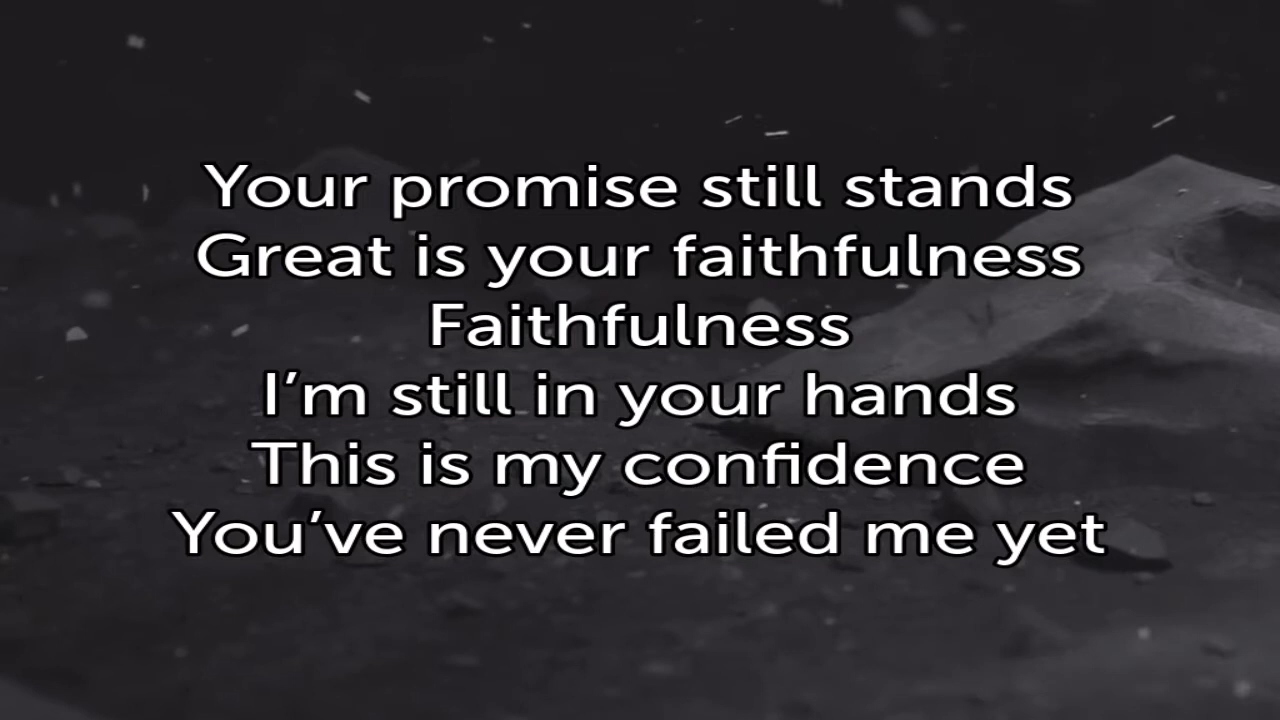 Your promise still stands
Great is your faithfulness
Faithfulness
I’m still in your hands
This is my confidence
You’ve never failed me yet